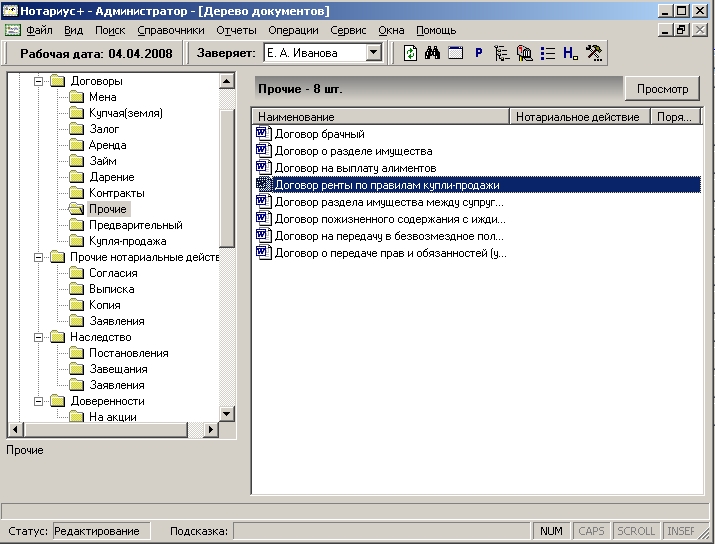 Нотариус+ - Администратор - [Дерево документов]
Файл Вид Поиск Справочники Отчеты Операции Сервис Окна Помощь
Рабочая дата: 04.04.2008 Заверяет: Е. А. Иванова
P H.
Договоры
Мена
Купчая(земля)
Залог
Аренда
Займ
Дарение
Контракты
Прочие
Предварительный
Купля-продажа
Прочие нотариальные действ
Согласия
Выписка
Копия
Заявления
Наследство
Постановления
Завещания
Заявления
Доверенности
На акции
Прочие
Прочие - 8 шт. Просмотр
Наименование Нотариальное действие Поря...
Договор брачный
Договор о разделе имущества
Договор на выплату алиментов
Договор ренты по правилам купли-продажи
Договор раздела имущества между супруг...
Договор пожизненного содержания с ижди...
Договор на передачу в безвозмездное пол...
Договор о передаче прав и обязанностей (у...
Статус: Редактирование Подсказка: NUM CAPS SCROLL INSEF